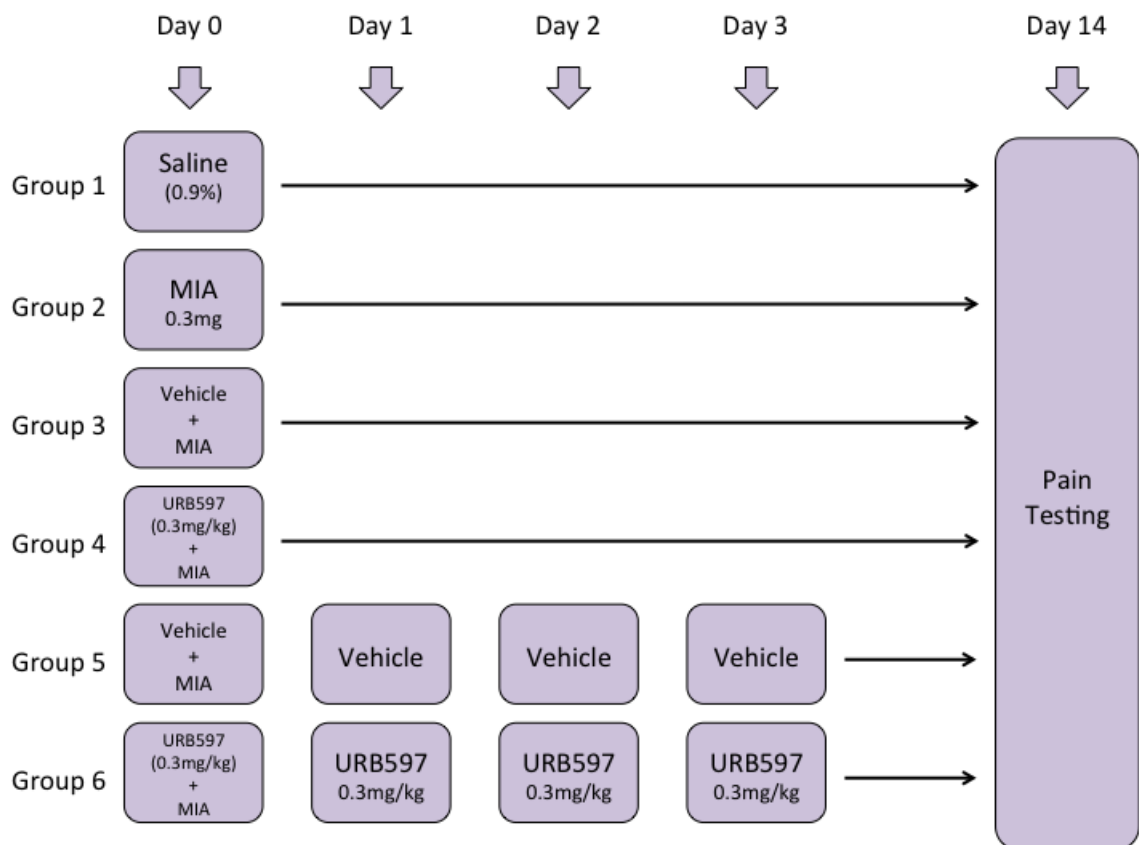 Day 0 Day 1 Day 2 Day 3 Day 14
Group 1
Saline
(0.9%)
Group 2
MIA
0.3mg
Group 3
Vehicle
+
MIA
Group 4
URB597
(0.3mg/kg)
+
MIA
Group 5
Vehicle
+
MIA
Vehicle
Vehicle
Vehicle
Group 6
URB597
(0.3mg/kg)
+
MIA
URB597
0.3mg/kg
URB597
0.3mg/kg
URB597
0.3mg/kg
Pain
Testing